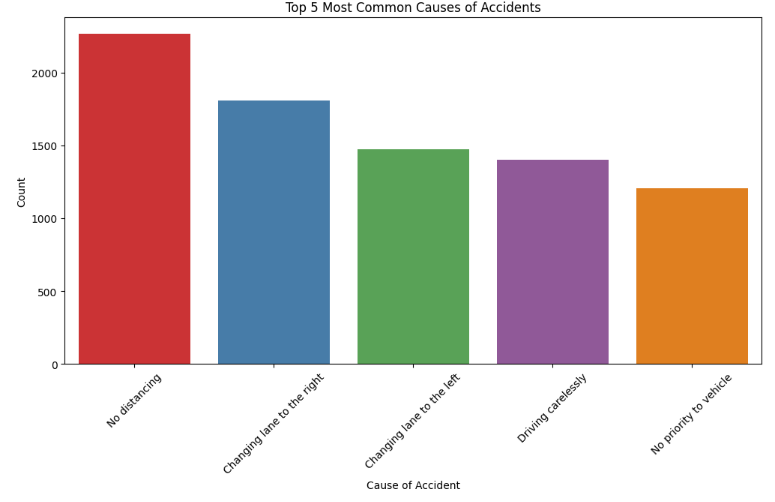 Top 5 Most Common Causes of Accidents
Count
2000
1500
1000
500
0
No distancing
Changing lane to the right
Changing lane to the left
Driving carelessly
No priority to vehicle
Cause of Accident